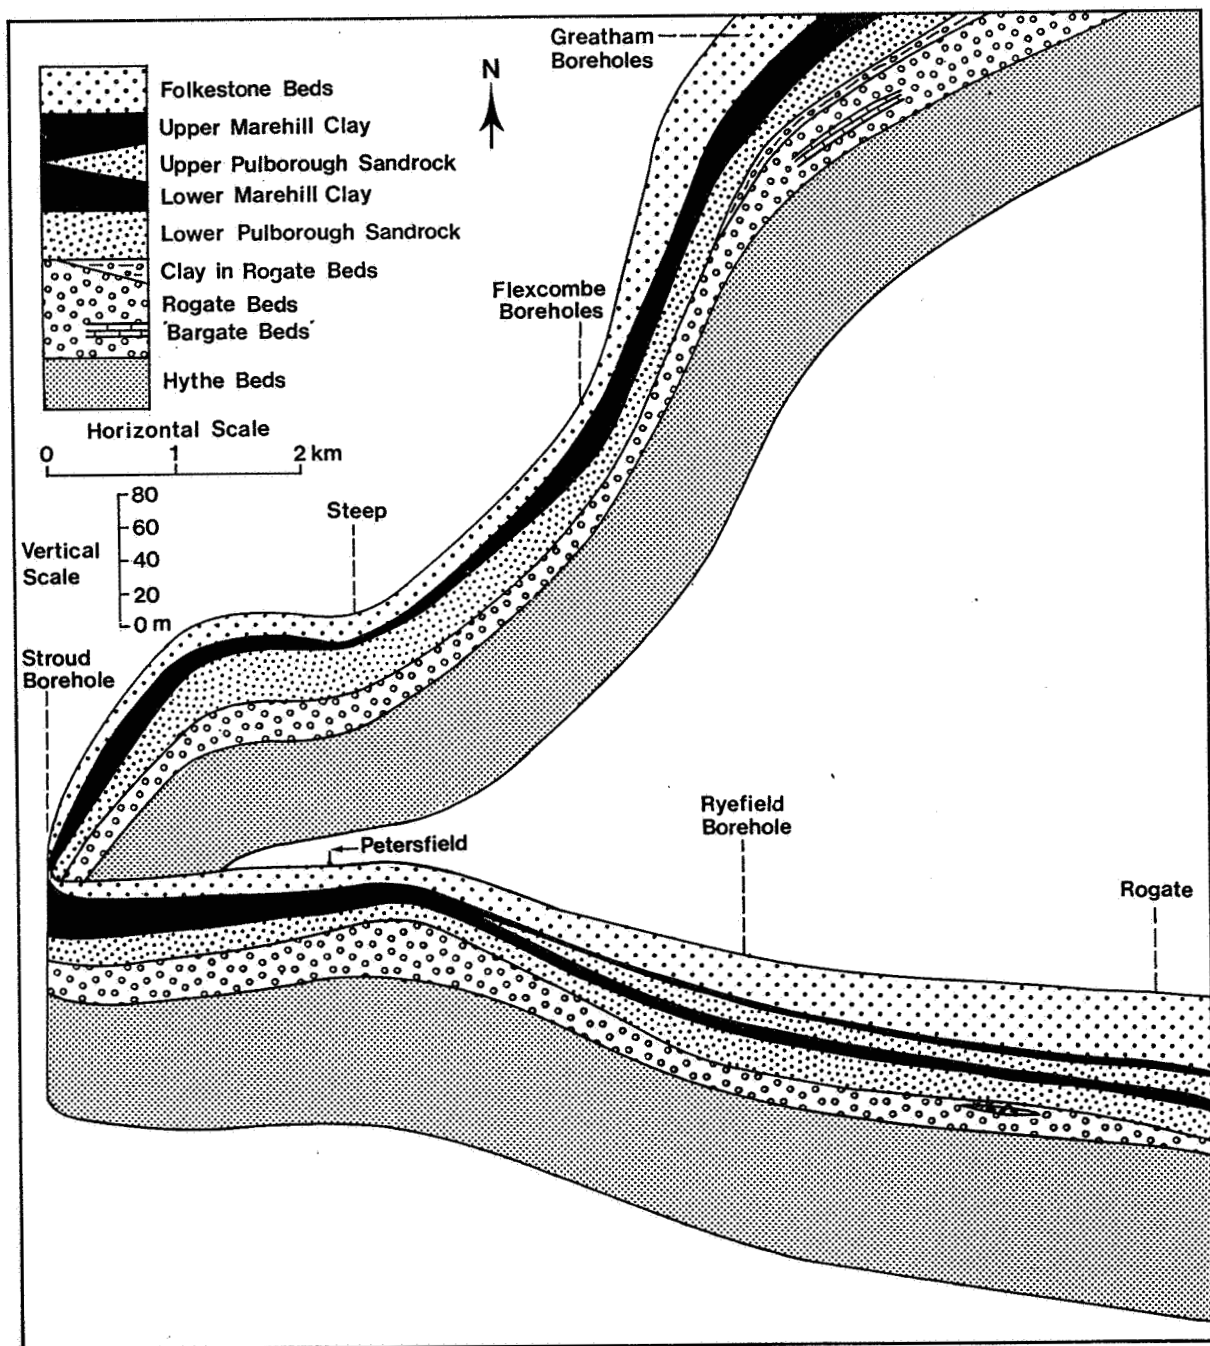 Greatham
Boreholes
N
Folkestone Beds
Upper Marehill Clay
Upper Pulborough Sandrock
Lower Marehill Clay
Lower Pulborough Sandrock
Clay in Rogate Beds
Rogate Beds
'Bargate Beds'
Hythe Beds
Flexcombe
Boreholes
Horizontal Scale
0 1 2 km
Vertical
Scale
80
60
40
20
0 m
Steep
Stroud
Borehole
Petersfield
Ryefield
Borehole
Rogate